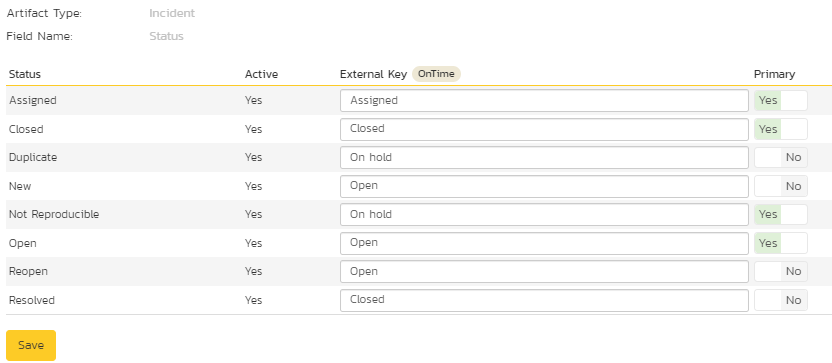 Artifact Type: Incident
Field Name: Status
Status Active External Key OnTime Primary
Assigned Yes Assigned Yes
Closed Yes Closed Yes
Duplicate Yes On hold No
New Yes Open No
Not Reproducible Yes On hold Yes
Open Yes Open Yes
Reopen Yes Open No
Resolved Yes Closed No
Save